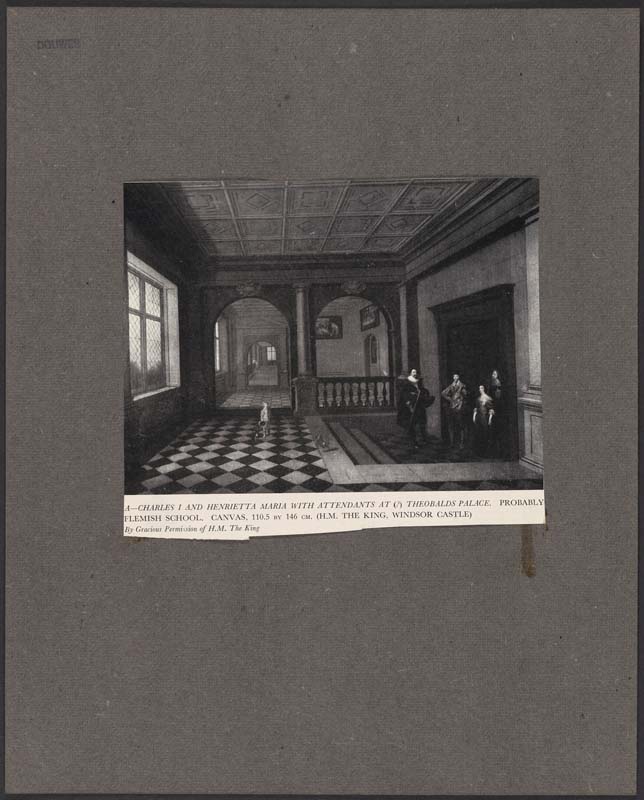 A—CHARLES I AND HENRIETTA MARIA WITH ATTENDANTS AT (?) THEOBALDS PALACE. PROBABLY
FLEMISH SCHOOL. CANVAS, 110.5 BY 146 CM. (H.M. THE KING, WINDSOR CASTLE)
By Gracious Permission of H.M. The King